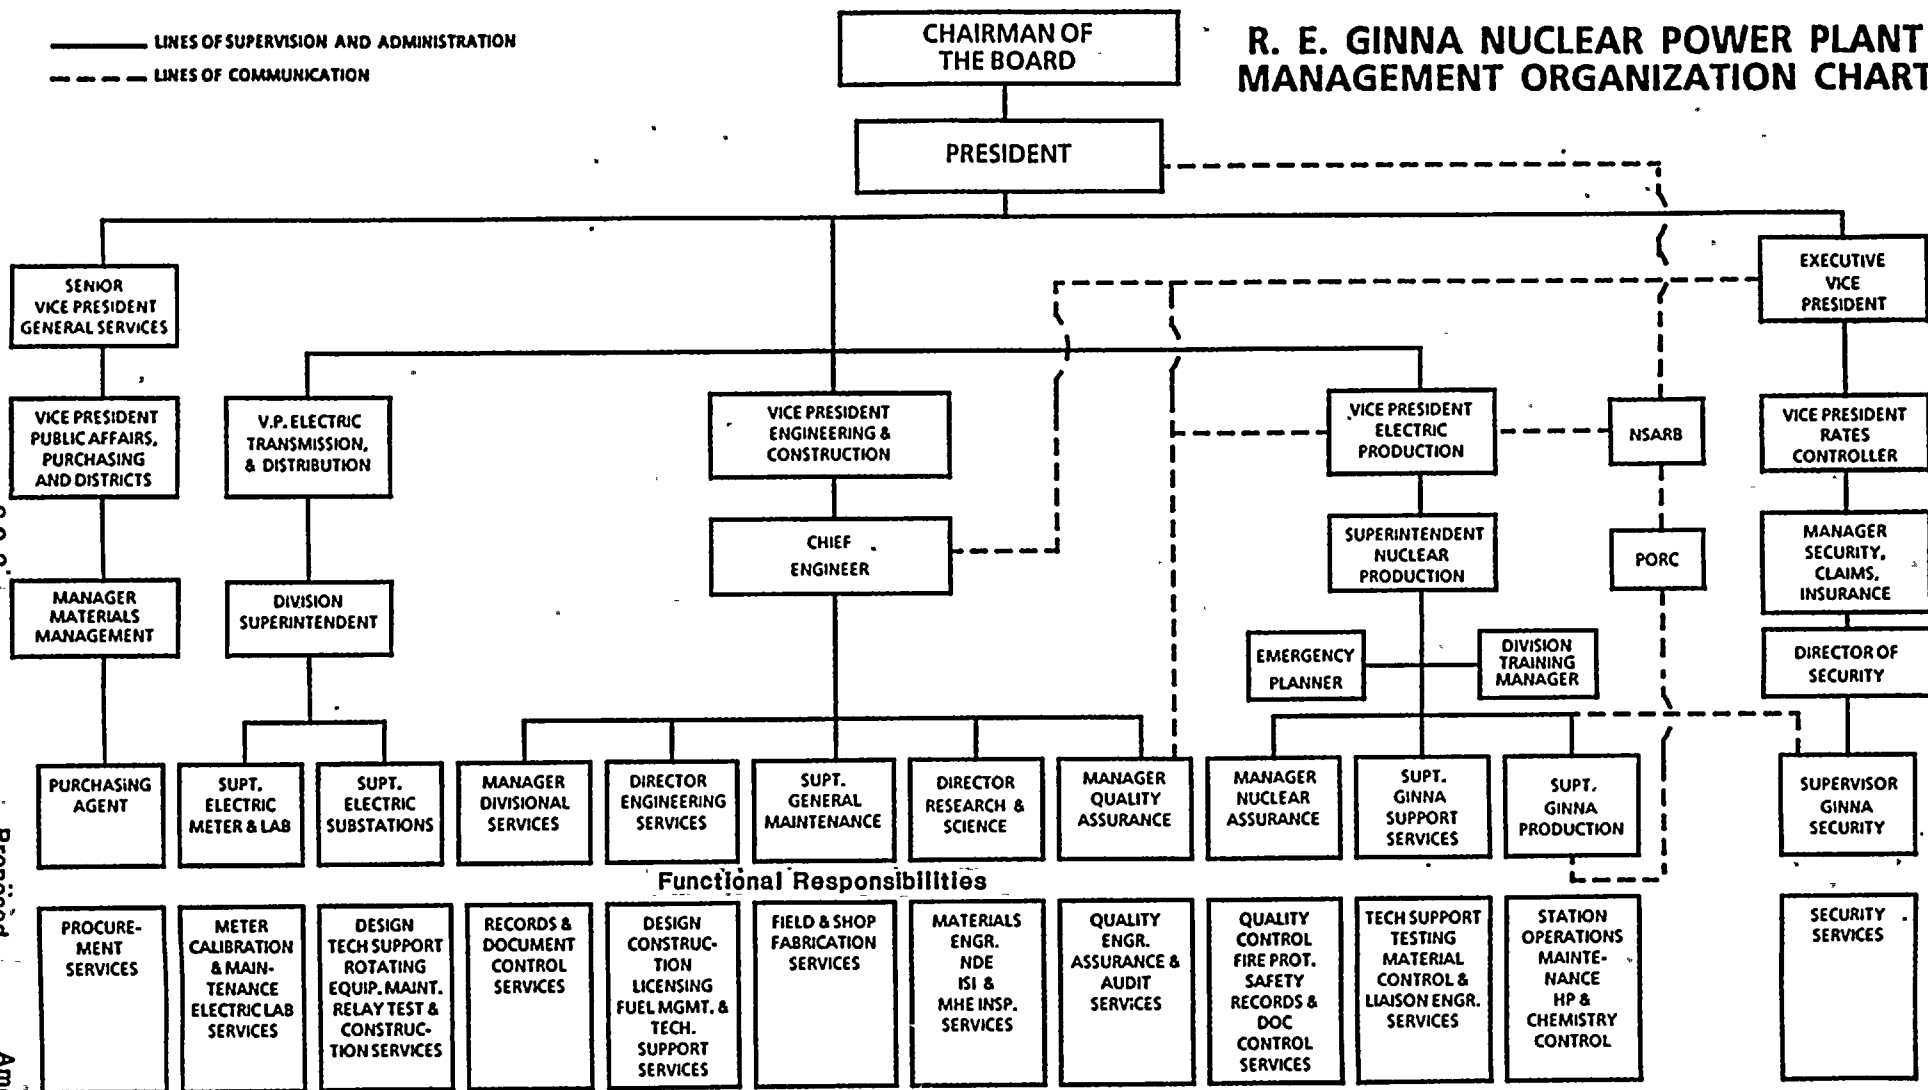 LINES OF SUPERVISION AND ADMINISTRATION
LINES OF COMMUNICATION
R. E. GINNA NUCLEAR POWER PLANT
MANAGEMENT ORGANIZATION CHART
CHAIRMAN OF
THE BOARD
PRESIDENT
SENIOR
VICE PRESIDENT
GENERAL SERVICES
EXECUTIVE
VICE
PRESIDENT
VICE PRESIDENT
PUBLIC AFFAIRS,
PURCHASING
AND DISTRICTS
V.P. ELECTRIC
TRANSMISSION,
& DISTRIBUTION
VICE PRESIDENT
ENGINEERING &
CONSTRUCTION
VICE PRESIDENT
ELECTRIC
PRODUCTION
NSARB
VICE PRESIDENT
RATES
CONTROLLER
CHIEF
ENGINEER
SUPERINTENDENT
NUCLEAR
PRODUCTION
PORC
MANAGER
SECURITY,
CLAIMS,
INSURANCE
MANAGER
MATERIALS
MANAGEMENT
DIVISION
SUPERINTENDENT
EMERGENCY
PLANNER
DIVISION
TRAINING
MANAGER
DIRECTOR OF
SECURITY
PURCHASING
AGENT
SUPT.
ELECTRIC
METER & LAB
SUPT.
ELECTRIC
SUBSTATIONS
MANAGER
DIVISIONAL
SERVICES
DIRECTOR
ENGINEERING
SERVICES
SUPT.
GENERAL
MAINTENANCE
DIRECTOR
RESEARCH &
SCIENCE
MANAGER
QUALITY
ASSURANCE
MANAGER
NUCLEAR
ASSURANCE
SUPT.
GINNA
SUPPORT
SERVICES
SUPT.
GINNA
PRODUCTION
SUPERVISOR
GINNA
SECURITY
Functional Responsibilities
PROCURE-
MENT
SERVICES
METER
CALIBRATION
& MAIN-
TENANCE
ELECTRIC LAB
SERVICES
DESIGN
TECH SUPPORT
ROTATING
EQUIP. MAINT.
RELAY TEST &
CONSTRUC-
TION SERVICES
RECORDS &
DOCUMENT
CONTROL
SERVICES
DESIGN
CONSTRUC-
TION
LICENSING
FUEL MGMT. &
TECH.
SUPPORT
SERVICES
FIELD & SHOP
FABRICATION
SERVICES
MATERIALS
ENGR.
NDE
ISI &
MHE INSP.
SERVICES
QUALITY
ENGR.
ASSURANCE &
AUDIT
SERVICES
QUALITY
CONTROL
FIRE PROT.
SAFETY
RECORDS &
DOC
CONTROL
SERVICES
TECH SUPPORT
TESTING
MATERIAL
CONTROL &
LIAISON ENGR.
SERVICES
STATION
OPERATIONS
MAINTE-
NANCE
HP &
CHEMISTRY
CONTROL
SECURITY
SERVICES